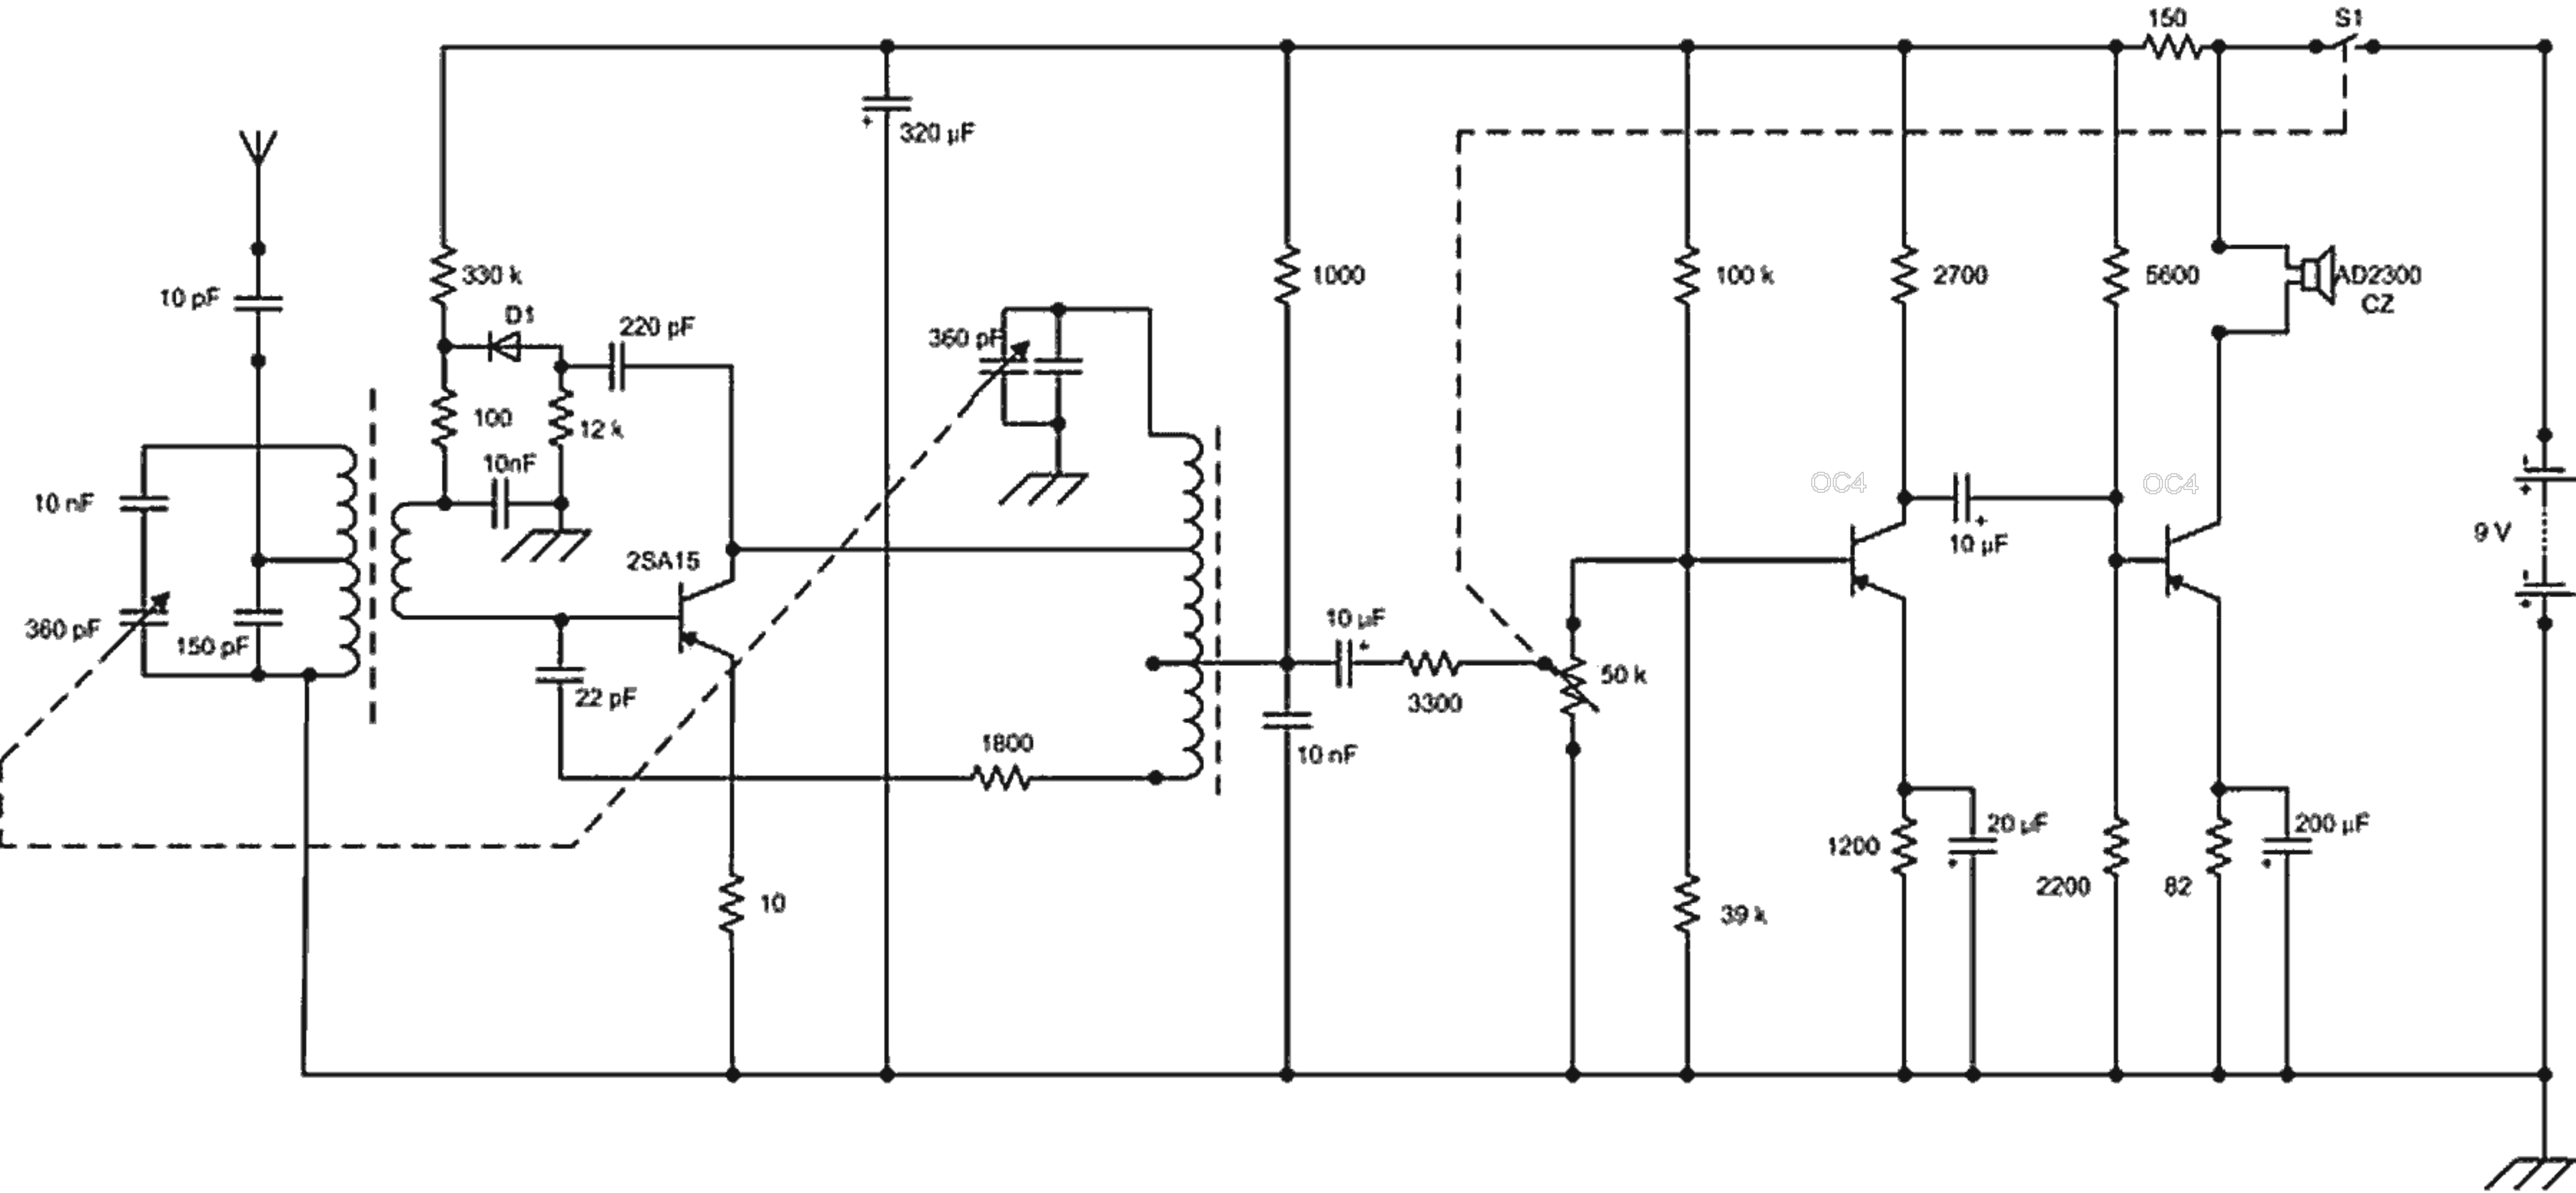 150
S1
320 µF
10 pF
330 k
D1
220 pF
360 pF
1000
100 k
2700
5600
AD2300
CZ
100
12 k
10nF
10 nF
2SA15
OC4
OC4
10 µF
9 V
360 pF
150 pF
22 pF
10 µF
50 k
3300
1800
10 nF
10
1200
20 µF
2200
82
200 µF
39 k